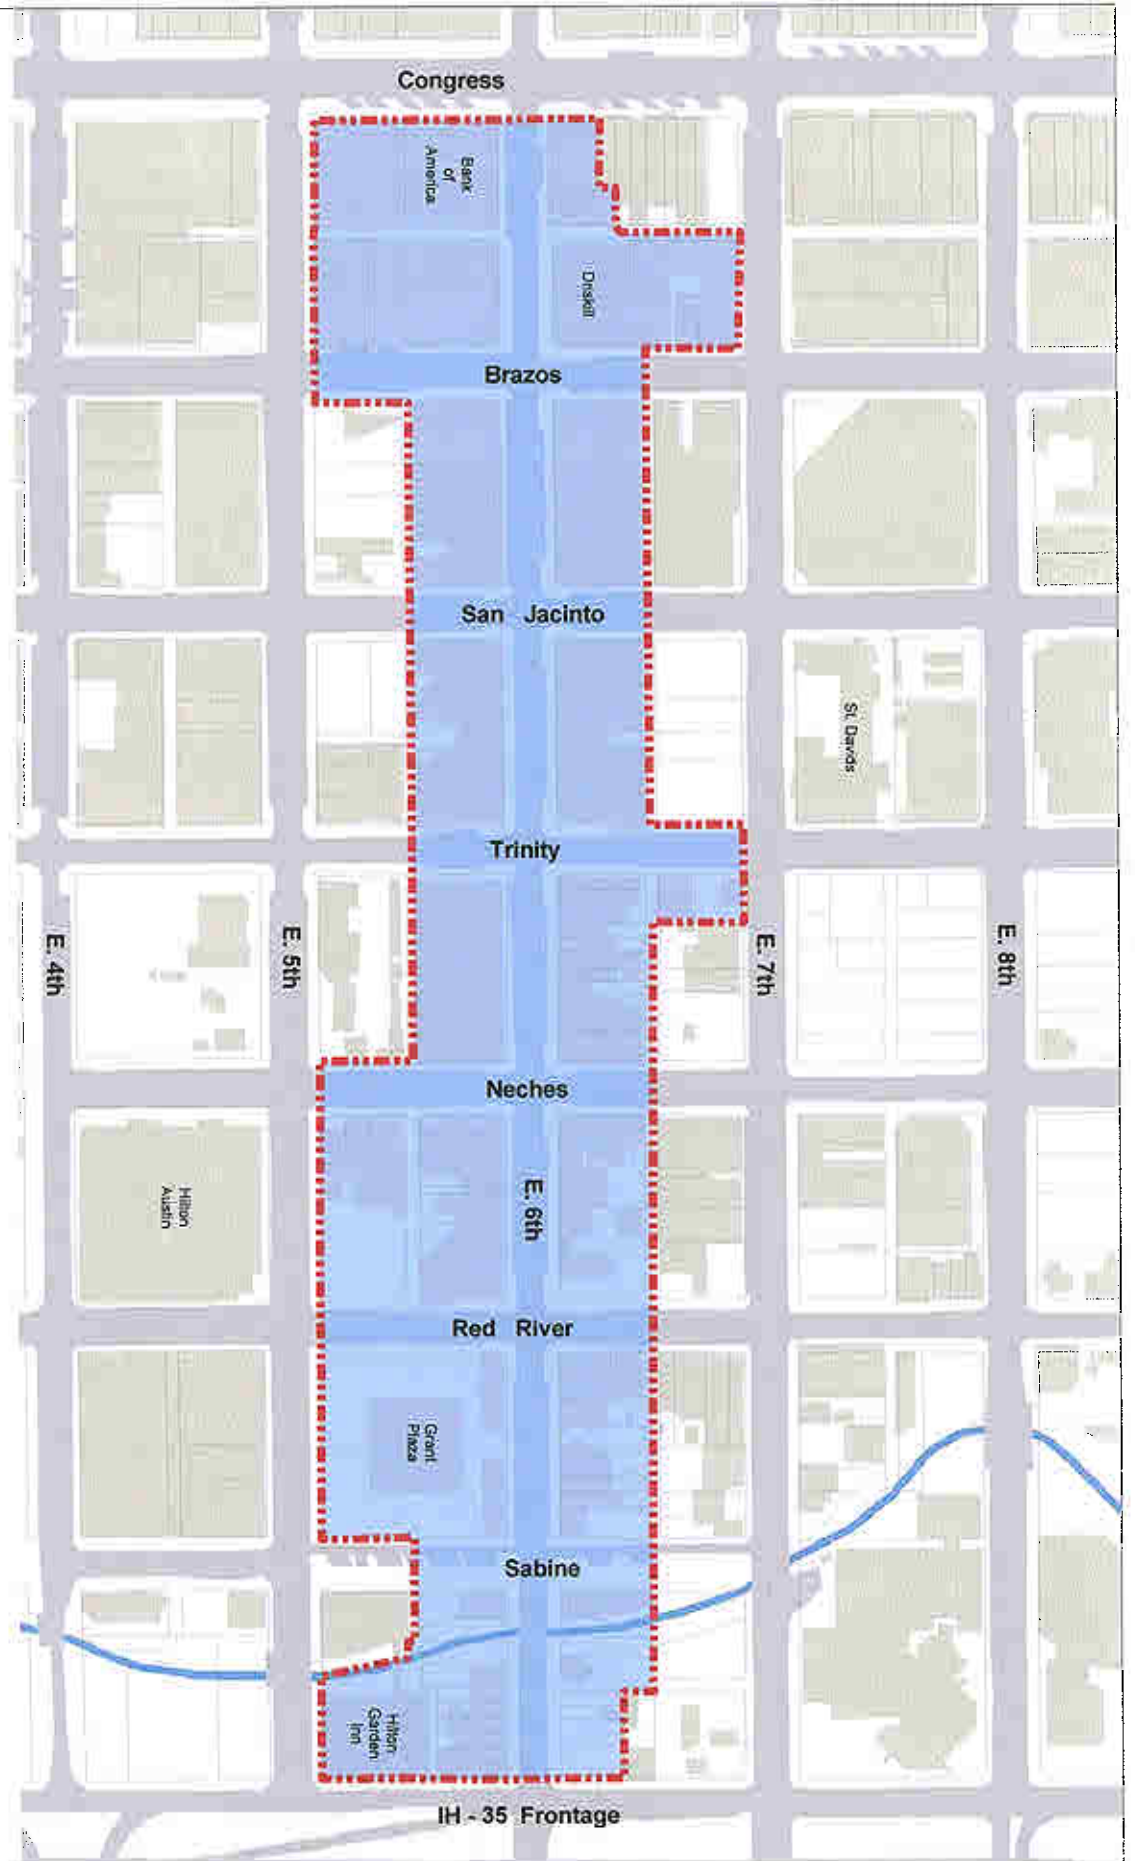 Congress
Bank
of
America
Driskill
Brazos
San Jacinto
St. Davids
Trinity
E. 4th
E. 5th
E. 7th
E. 8th
Neches
Hilton
Austin
E. 6th
Red River
Grant
Plaza
Sabine
Hilton
Garden
Inn
IH - 35 Frontage